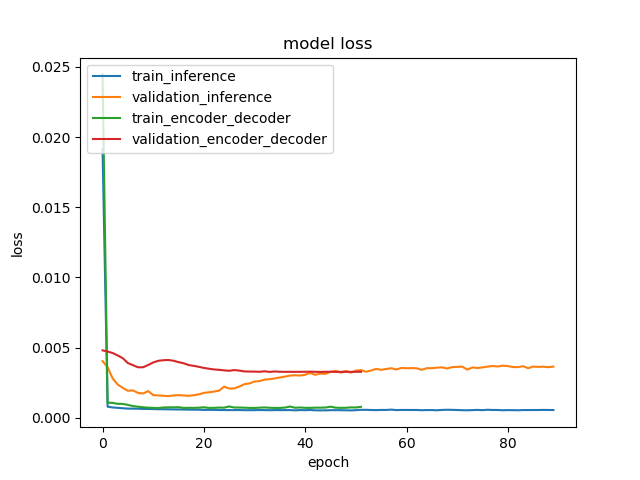 model loss
0.025
0.020
0.015
0.010
0.005
0.000
loss
train_inference
validation_inference
train_encoder_decoder
validation_encoder_decoder
0 20 40 60 80
epoch